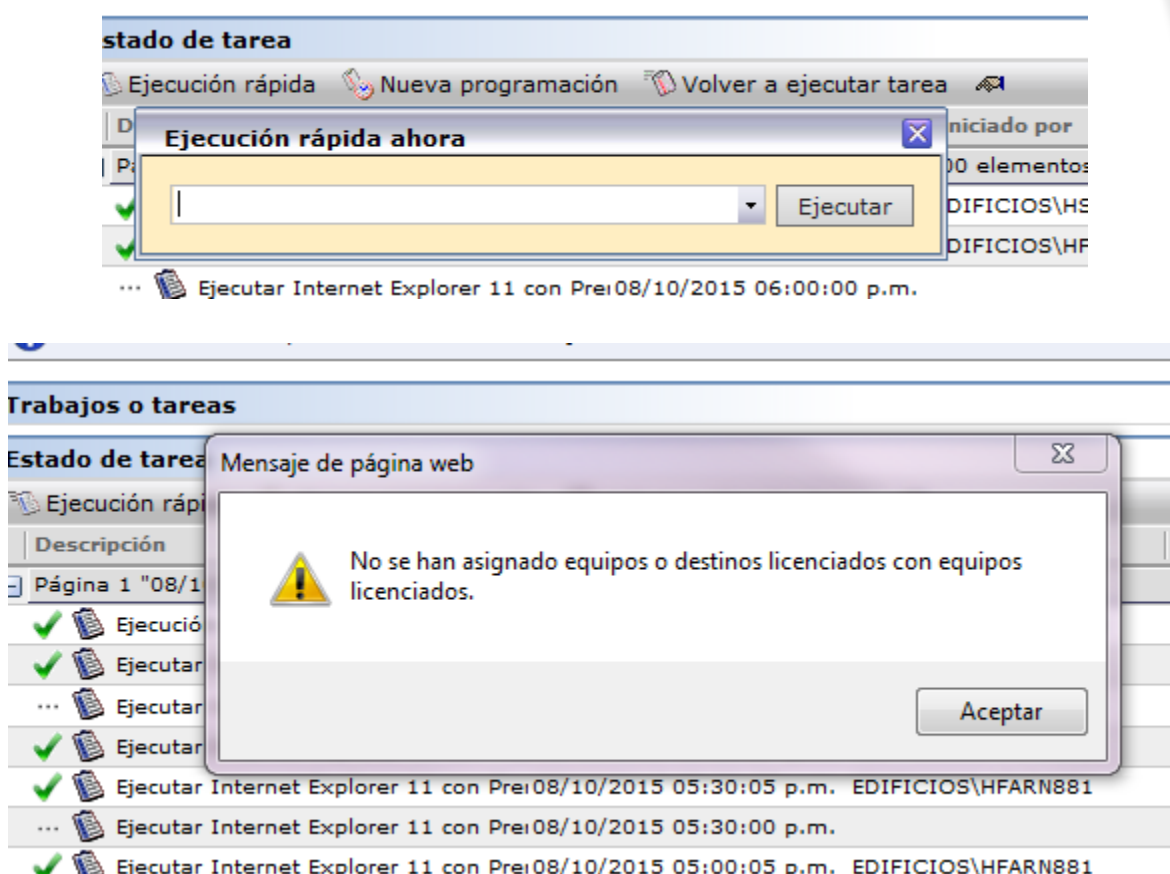 stado de tarea
Ejecución rápida Nueva programación Volver a ejecutar tarea
D Ejecución rápida ahora niciado por
Pá 00 elementos
Ejecutar DIFICIOS\HS
DIFICIOS\HF
... Ejecutar Internet Explorer 11 con Pre 08/10/2015 06:00:00 p.m.
Trabajos o tareas
Estado de tarea Mensaje de página web
Ejecución rápi
Descripción
Página 1 "08/1
No se han asignado equipos o destinos licenciados con equipos
licenciados.
Ejecució
Ejecutar
... Ejecutar
Aceptar
Ejecutar
Ejecutar Internet Explorer 11 con Pre 08/10/2015 05:30:05 p.m. EDIFICIOS\HFARN881
... Ejecutar Internet Explorer 11 con Pre 08/10/2015 05:30:00 p.m.
Ejecutar Internet Explorer 11 con Pre 08/10/2015 05:00:05 p.m. EDIFICIOS\HFARN881